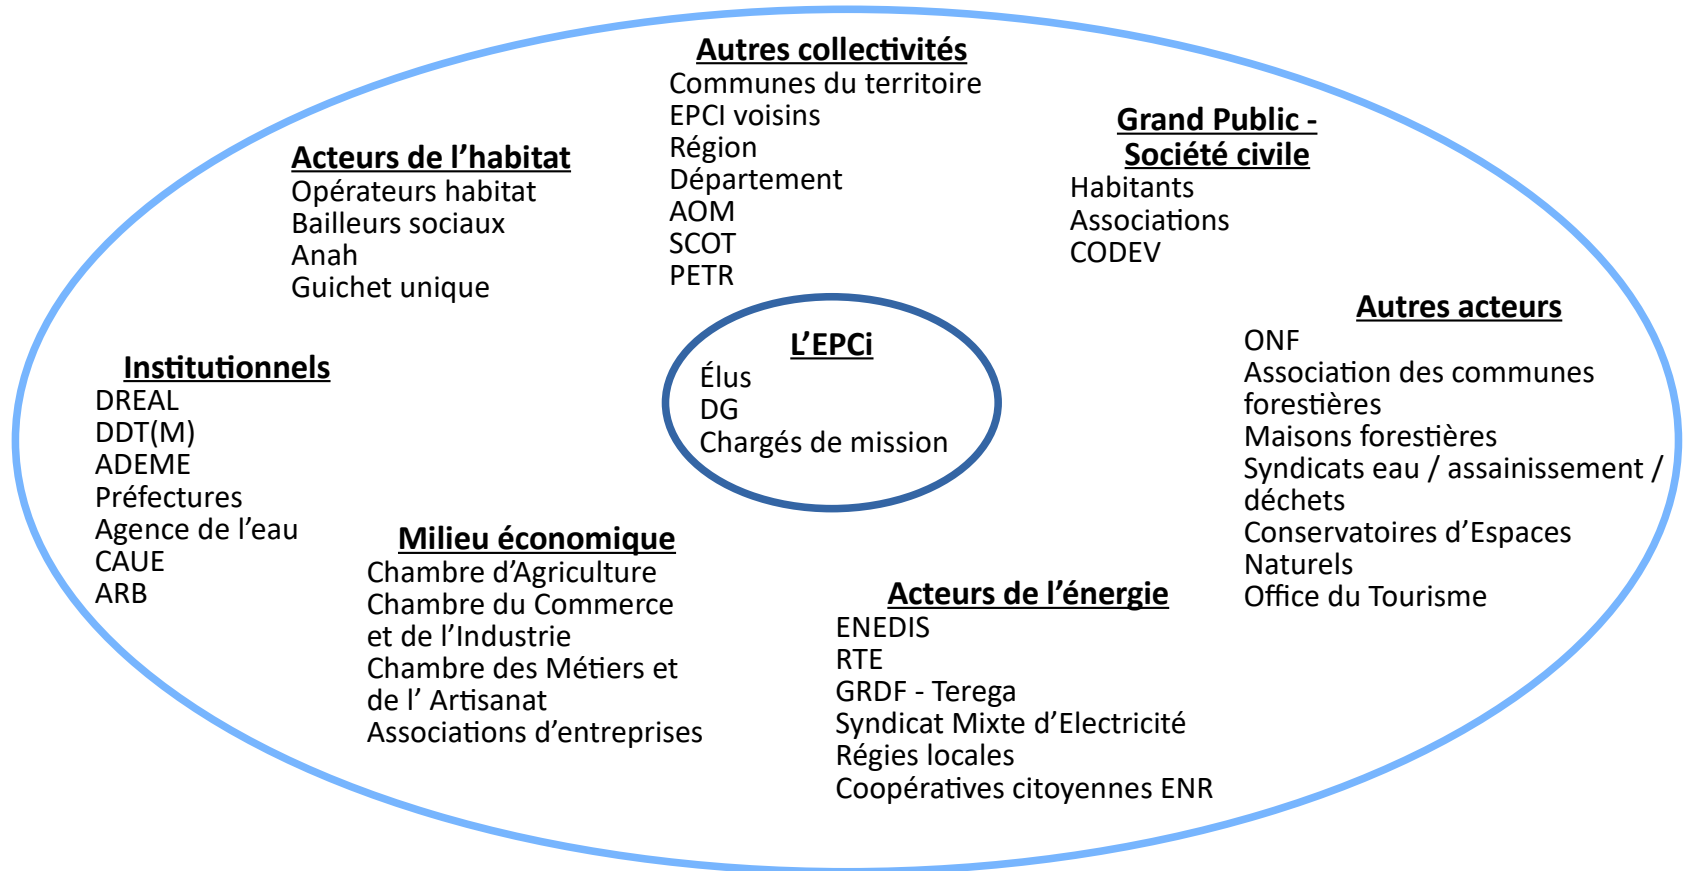 Autres collectivités
Communes du territoire
EPCI voisins
Région
Département
AOM
SCOT
PETR
Grand Public -
Société civile
Habitants
Associations
CODEV
Acteurs de l’habitat
Opérateurs habitat
Bailleurs sociaux
Anah
Guichet unique
Autres acteurs
ONF
Association des communes
forestières
Maisons forestières
Syndicats eau / assainissement /
déchets
Conservatoires d’Espaces
Naturels
Office du Tourisme
L’EPCi
Élus
DG
Chargés de mission
Institutionnels
DREAL
DDT(M)
ADEME
Préfectures
Agence de l’eau
CAUE
ARB
Milieu économique
Chambre d’Agriculture
Chambre du Commerce
et de l’Industrie
Chambre des Métiers et
de l’ Artisanat
Associations d’entreprises
Acteurs de l’énergie
ENEDIS
RTE
GRDF - Terega
Syndicat Mixte d’Electricité
Régies locales
Coopératives citoyennes ENR